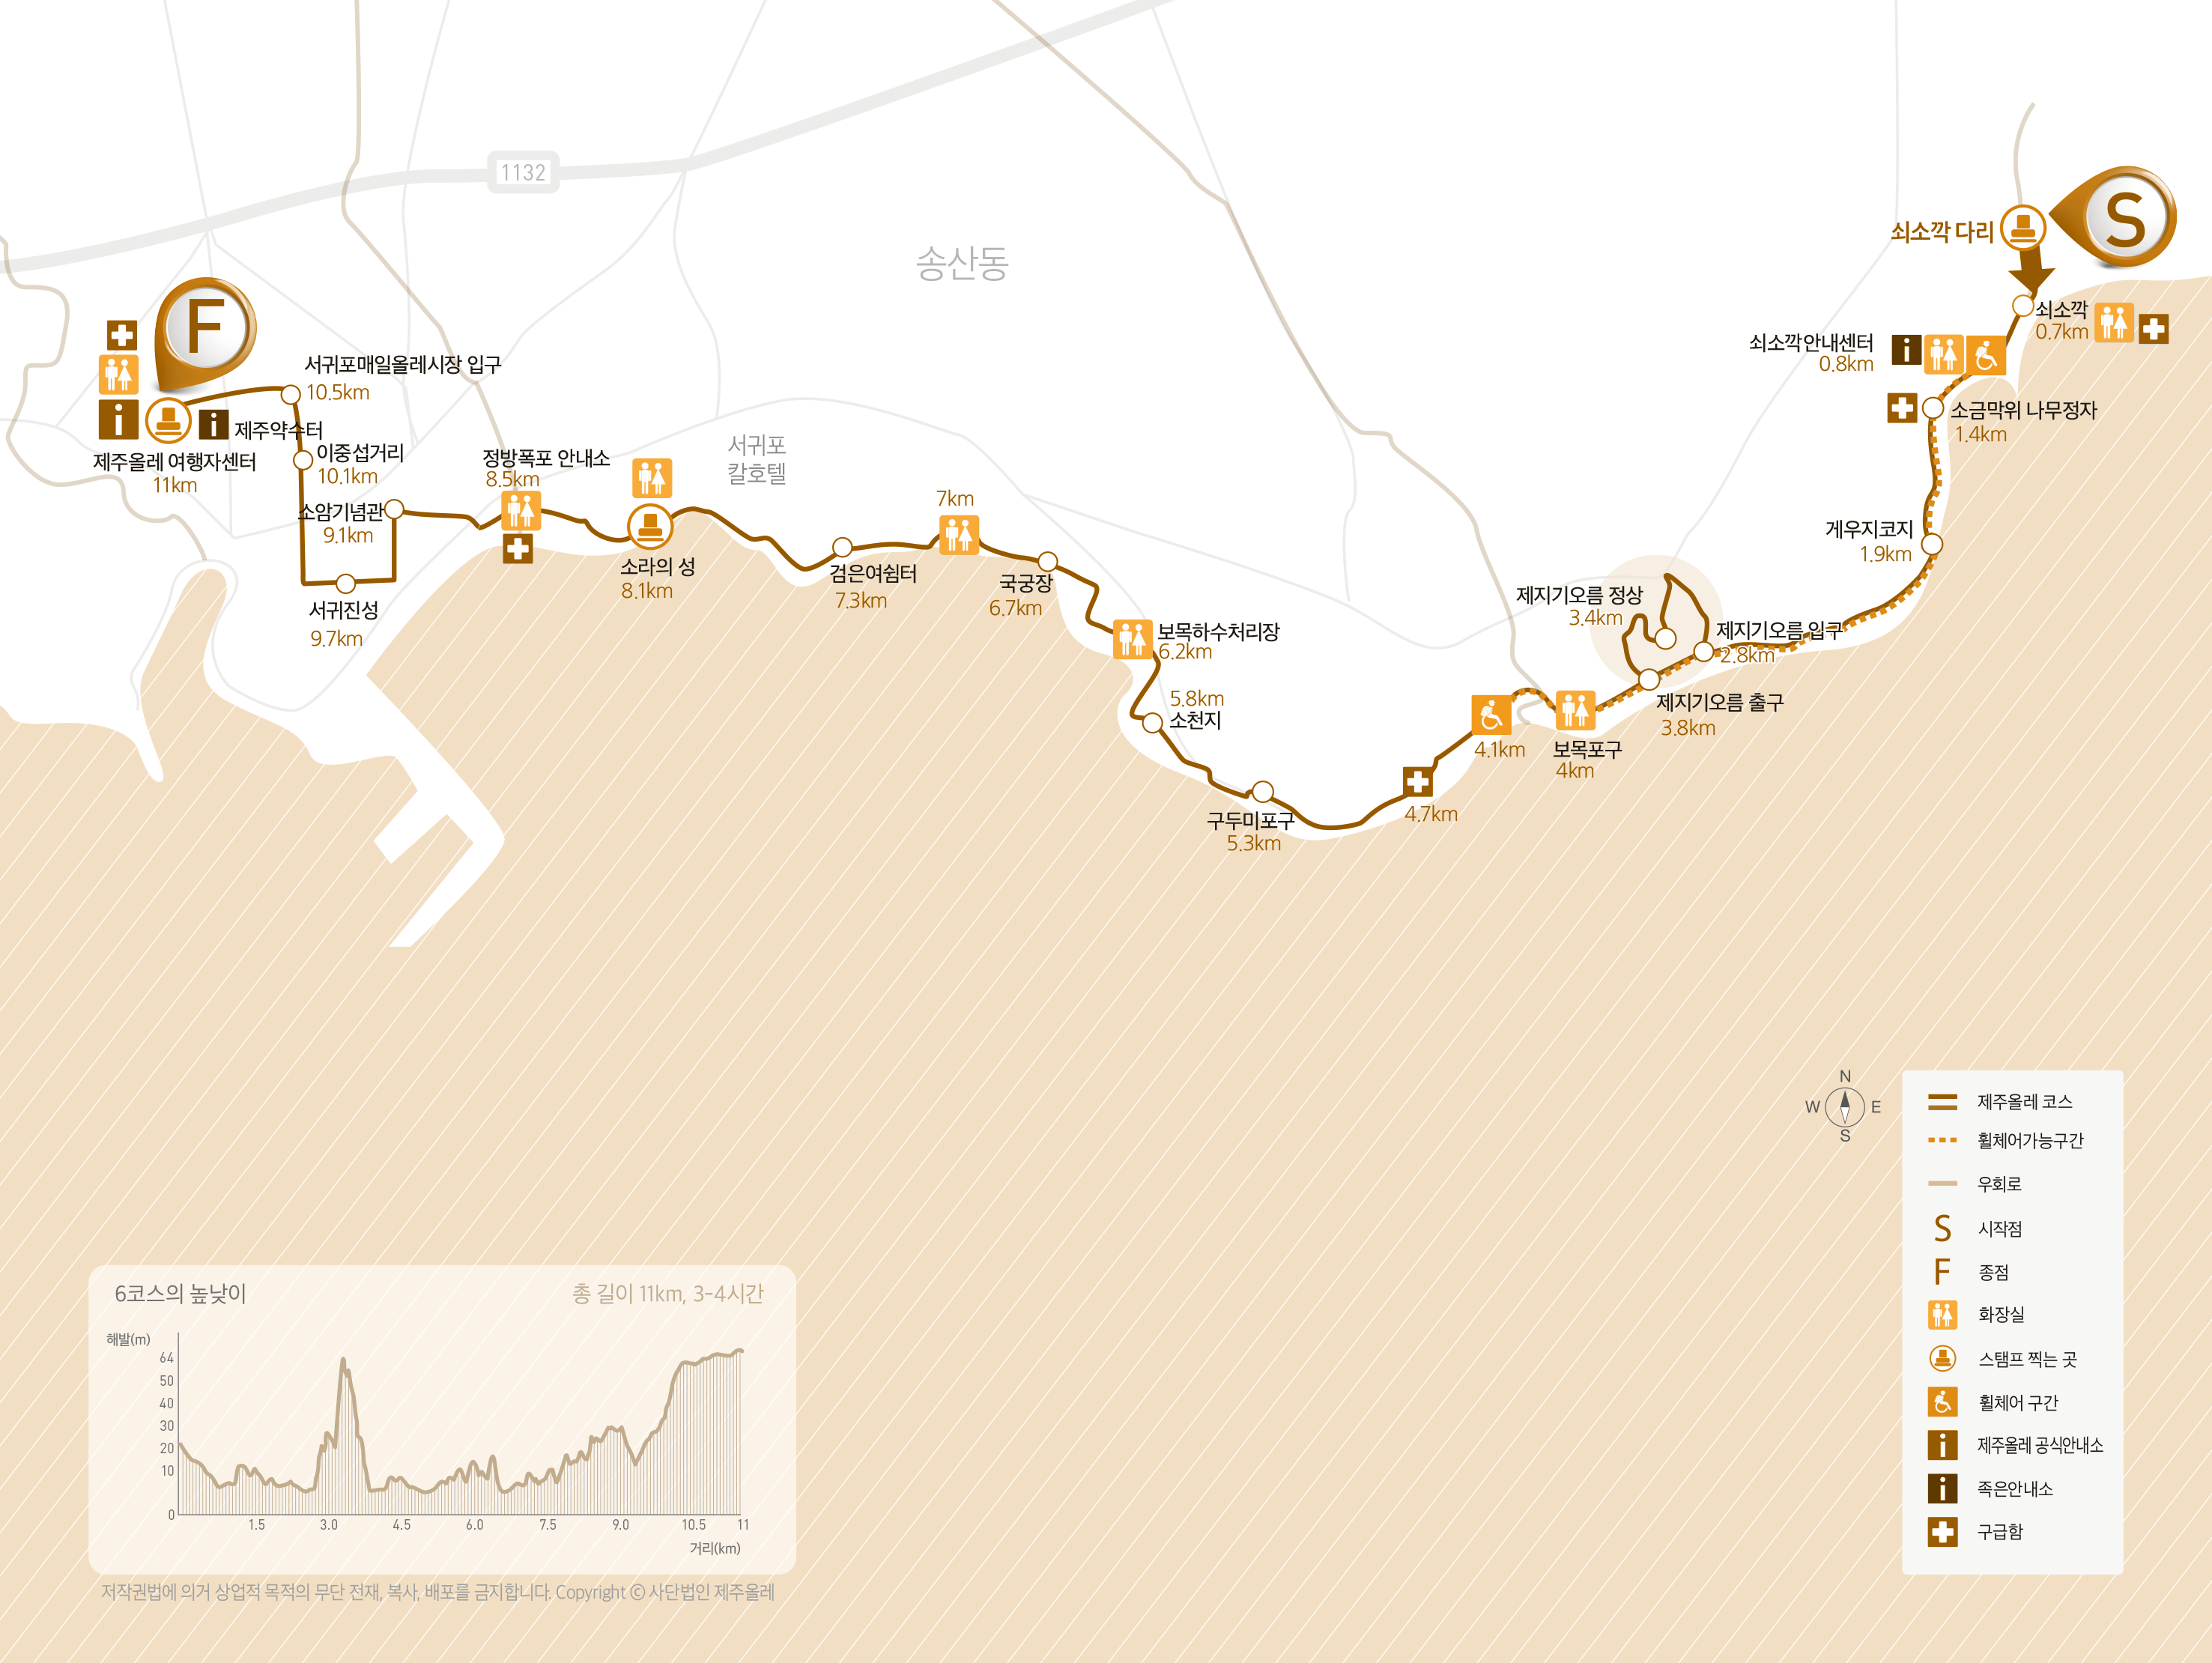 1132
송산동
쇠소깍 다리
S
쇠소깍
0.7km
쇠소깍안내센터
0.8km
소금막위 나무정자
1.4km
게우지코지
1.9km
제지기오름 입구
2.8km
제지기오름 정상
3.4km
제지기오름 출구
3.8km
보목포구
4km
4.1km
4.7km
구두미포구
5.3km
5.8km
소천지
보목하수처리장
6.2km
국궁장
6.7km
7km
검은여쉼터
7.3km
서귀포
칼호텔
소라의 성
8.1km
정방폭포 안내소
8.5km
소암기념관
9.1km
서귀진성
9.7km
이중섭거리
10.1km
서귀포매일올레시장 입구
10.5km
제주약수터
F
제주올레 여행자센터
11km
N
W
E
S
제주올레 코스
휠체어가능구간
우회로
S 시작점
F 종점
화장실
스탬프 찍는 곳
휠체어 구간
제주올레 공식안내소
족은안내소
구급함
6코스의 높낮이
총 길이 11km, 3-4시간
해발(m)
64
50
40
30
20
10
0
1.5 3.0 4.5 6.0 7.5 9.0 10.5 11
거리(km)
저작권법에 의거 상업적 목적의 무단 전재, 복사, 배포를 금지합니다. Copyright © 사단법인 제주올레